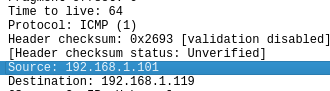 Time to live: 64
Protocol: ICMP (1)
Header checksum: 0x2693 [validation disabled]
[Header checksum status: Unverified]
Source: 192.168.1.101
Destination: 192.168.1.119